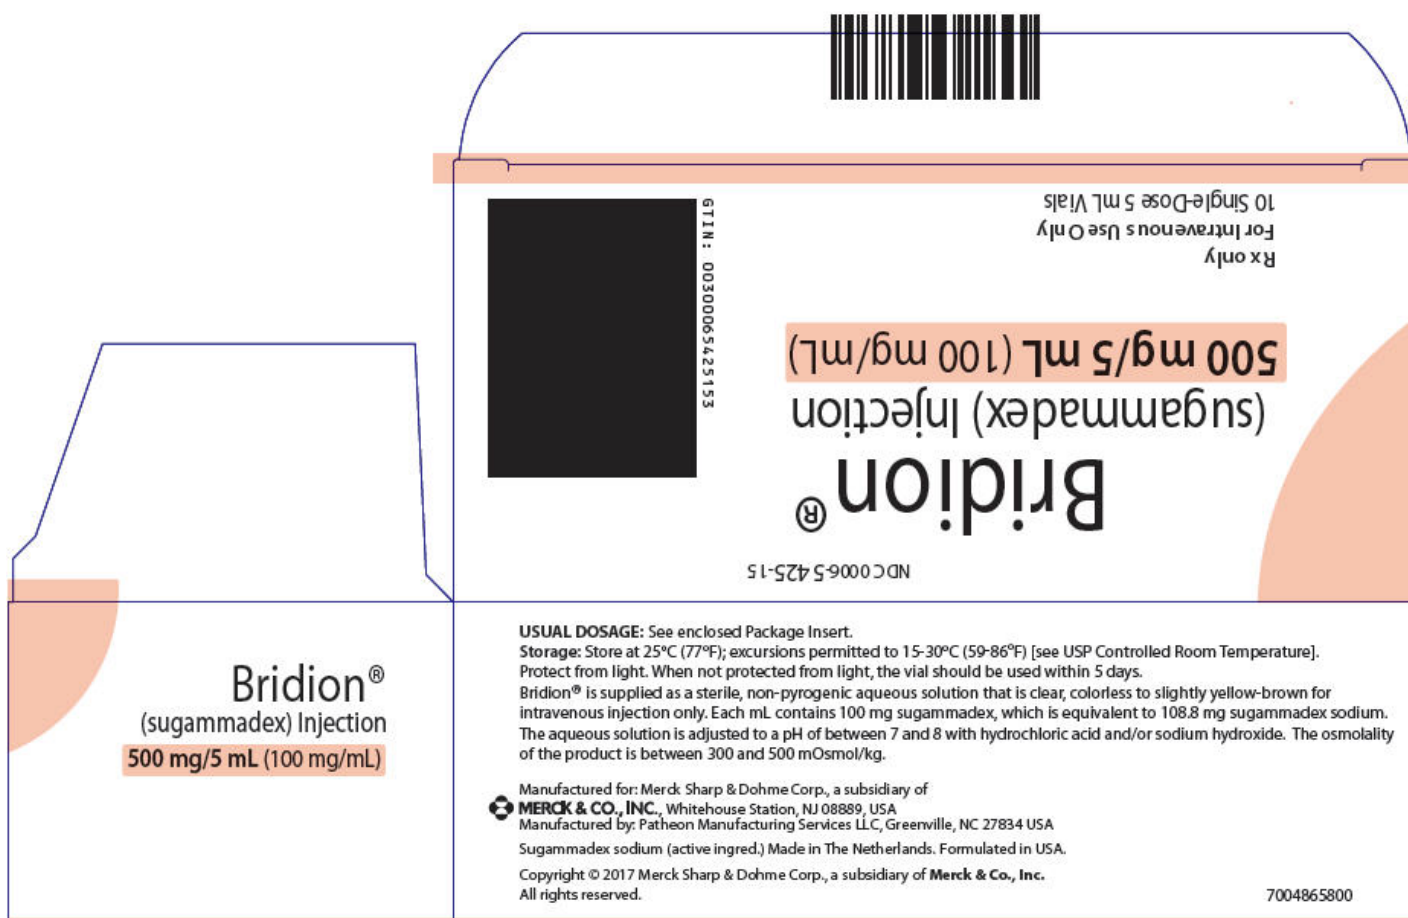 NDC 0006-5425-15
Bridion®
(sugammadex) Injection
500 mg/5 mL (100 mg/mL)
Rx only
For Intravenous Use Only
10 Single-Dose 5 mL Vials
GTIN: 00300065425153
Bridion®
(sugammadex) Injection
500 mg/5 mL (100 mg/mL)
USUAL DOSAGE: See enclosed Package Insert.
Storage: Store at 25°C (77°F); excursions permitted to 15-30°C (59-86°F) [see USP Controlled Room Temperature].
Protect from light. When not protected from light, the vial should be used within 5 days.
Bridion® is supplied as a sterile, non-pyrogenic aqueous solution that is clear, colorless to slightly yellow-brown for
intravenous injection only. Each mL contains 100 mg sugammadex, which is equivalent to 108.8 mg sugammadex sodium.
The aqueous solution is adjusted to a pH of between 7 and 8 with hydrochloric acid and/or sodium hydroxide. The osmolality
of the product is between 300 and 500 mOsmol/kg.
Manufactured for: Merck Sharp & Dohme Corp., a subsidiary of
MERCK & CO., INC., Whitehouse Station, NJ 08889, USA
Manufactured by: Patheon Manufacturing Services LLC, Greenville, NC 27834 USA
Sugammadex sodium (active ingred.) Made in The Netherlands. Formulated in USA.
Copyright © 2017 Merck Sharp & Dohme Corp., a subsidiary of Merck & Co., Inc.
All rights reserved.
7004865800